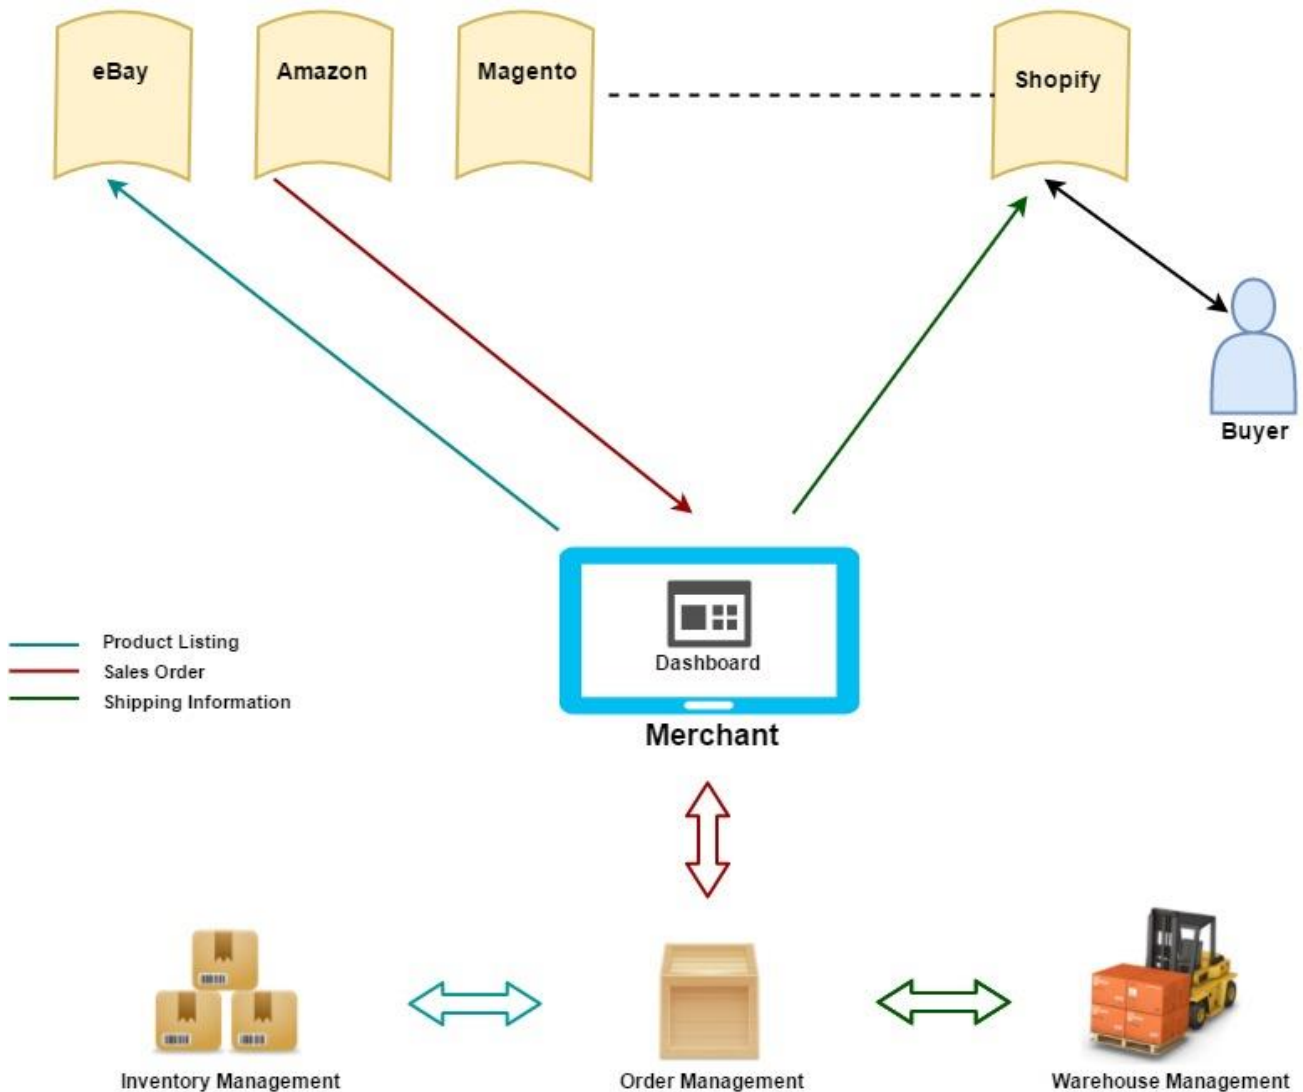 eBay
Amazon
Magento
Shopify
Buyer
Dashboard
Merchant
Product Listing
Sales Order
Shipping Information
Inventory Management
Order Management
Warehouse Management